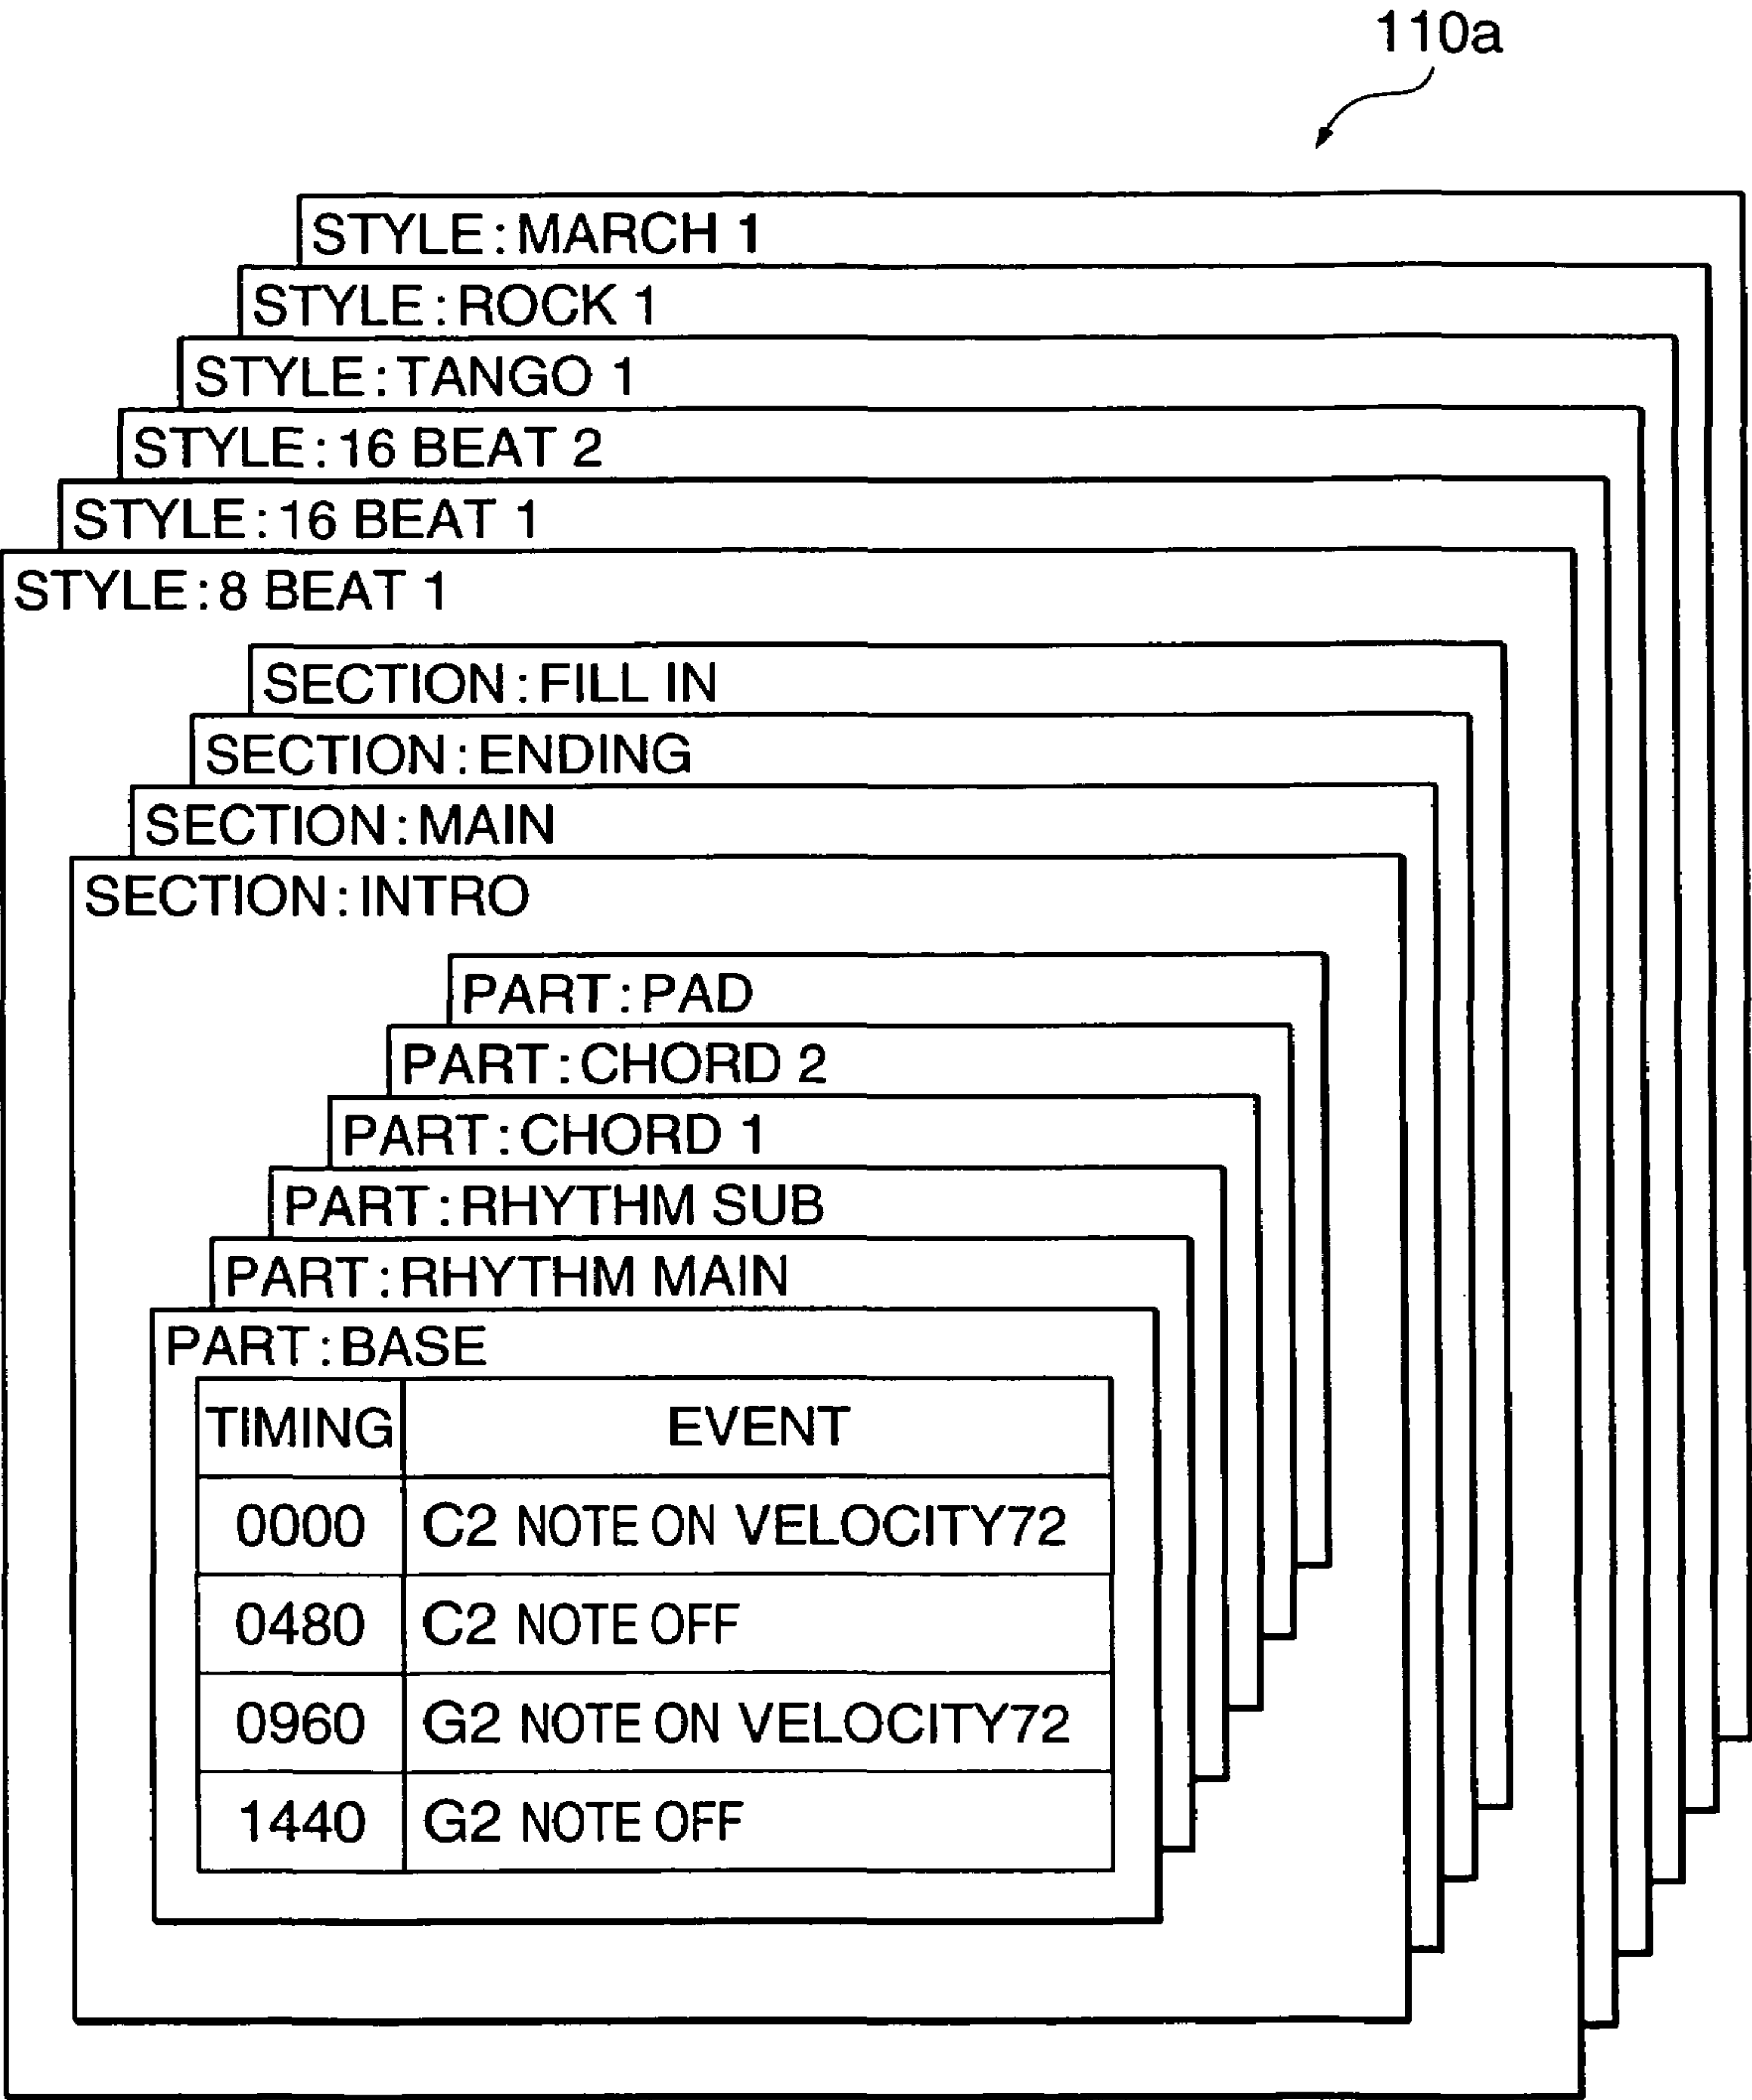 110a
STYLE:MARCH 1
STYLE:ROCK 1
STYLE:TANGO 1
STYLE:16 BEAT 2
STYLE:16 BEAT 1
STYLE:8 BEAT 1
SECTION:FILL IN
SECTION:ENDING
SECTION:MAIN
SECTION:INTRO
PART:PAD
PART:CHORD 2
PART:CHORD 1
PART:RHYTHM SUB
PART:RHYTHM MAIN
PART:BASE
TIMING EVENT
0000 C2 NOTE ON VELOCITY72
0480 C2 NOTE OFF
0960 G2 NOTE ON VELOCITY72
1440 G2 NOTE OFF